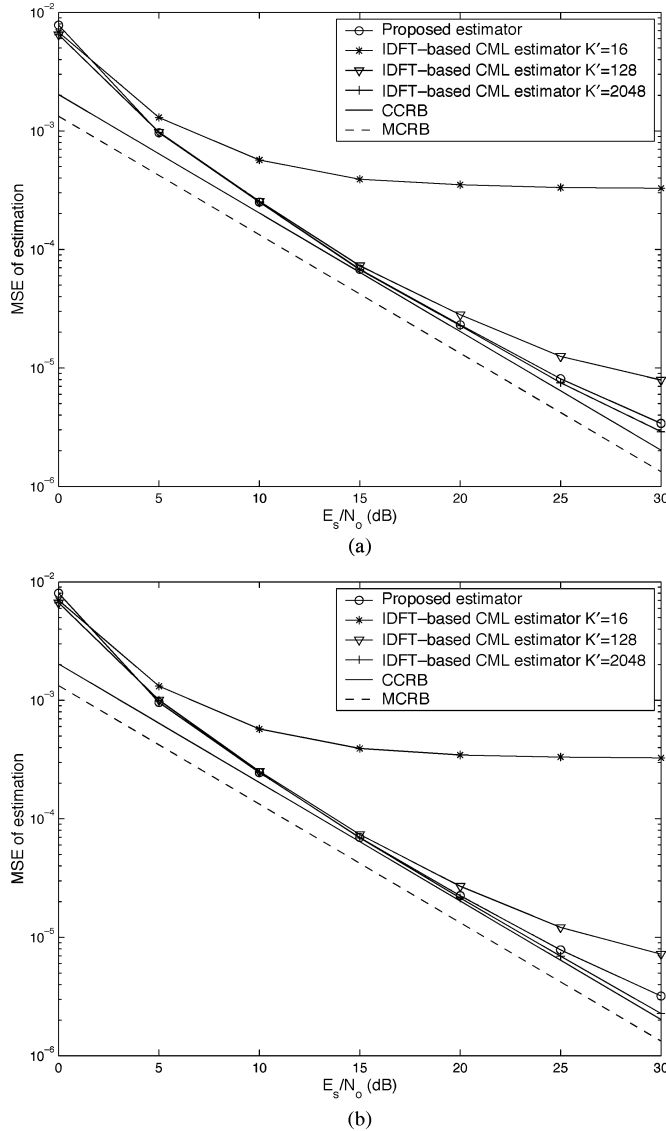 10^-2
10^-3
10^-4
10^-5
10^-6
MSE of estimation
Proposed estimator
IDFT−based CML estimator K′=16
IDFT−based CML estimator K′=128
IDFT−based CML estimator K′=2048
CCRB
MCRB
0 5 10 15 20 25 30
E_s/N_o (dB)
(a)
10^-2
10^-3
10^-4
10^-5
10^-6
MSE of estimation
Proposed estimator
IDFT−based CML estimator K′=16
IDFT−based CML estimator K′=128
IDFT−based CML estimator K′=2048
CCRB
MCRB
0 5 10 15 20 25 30
E_s/N_o (dB)
(b)